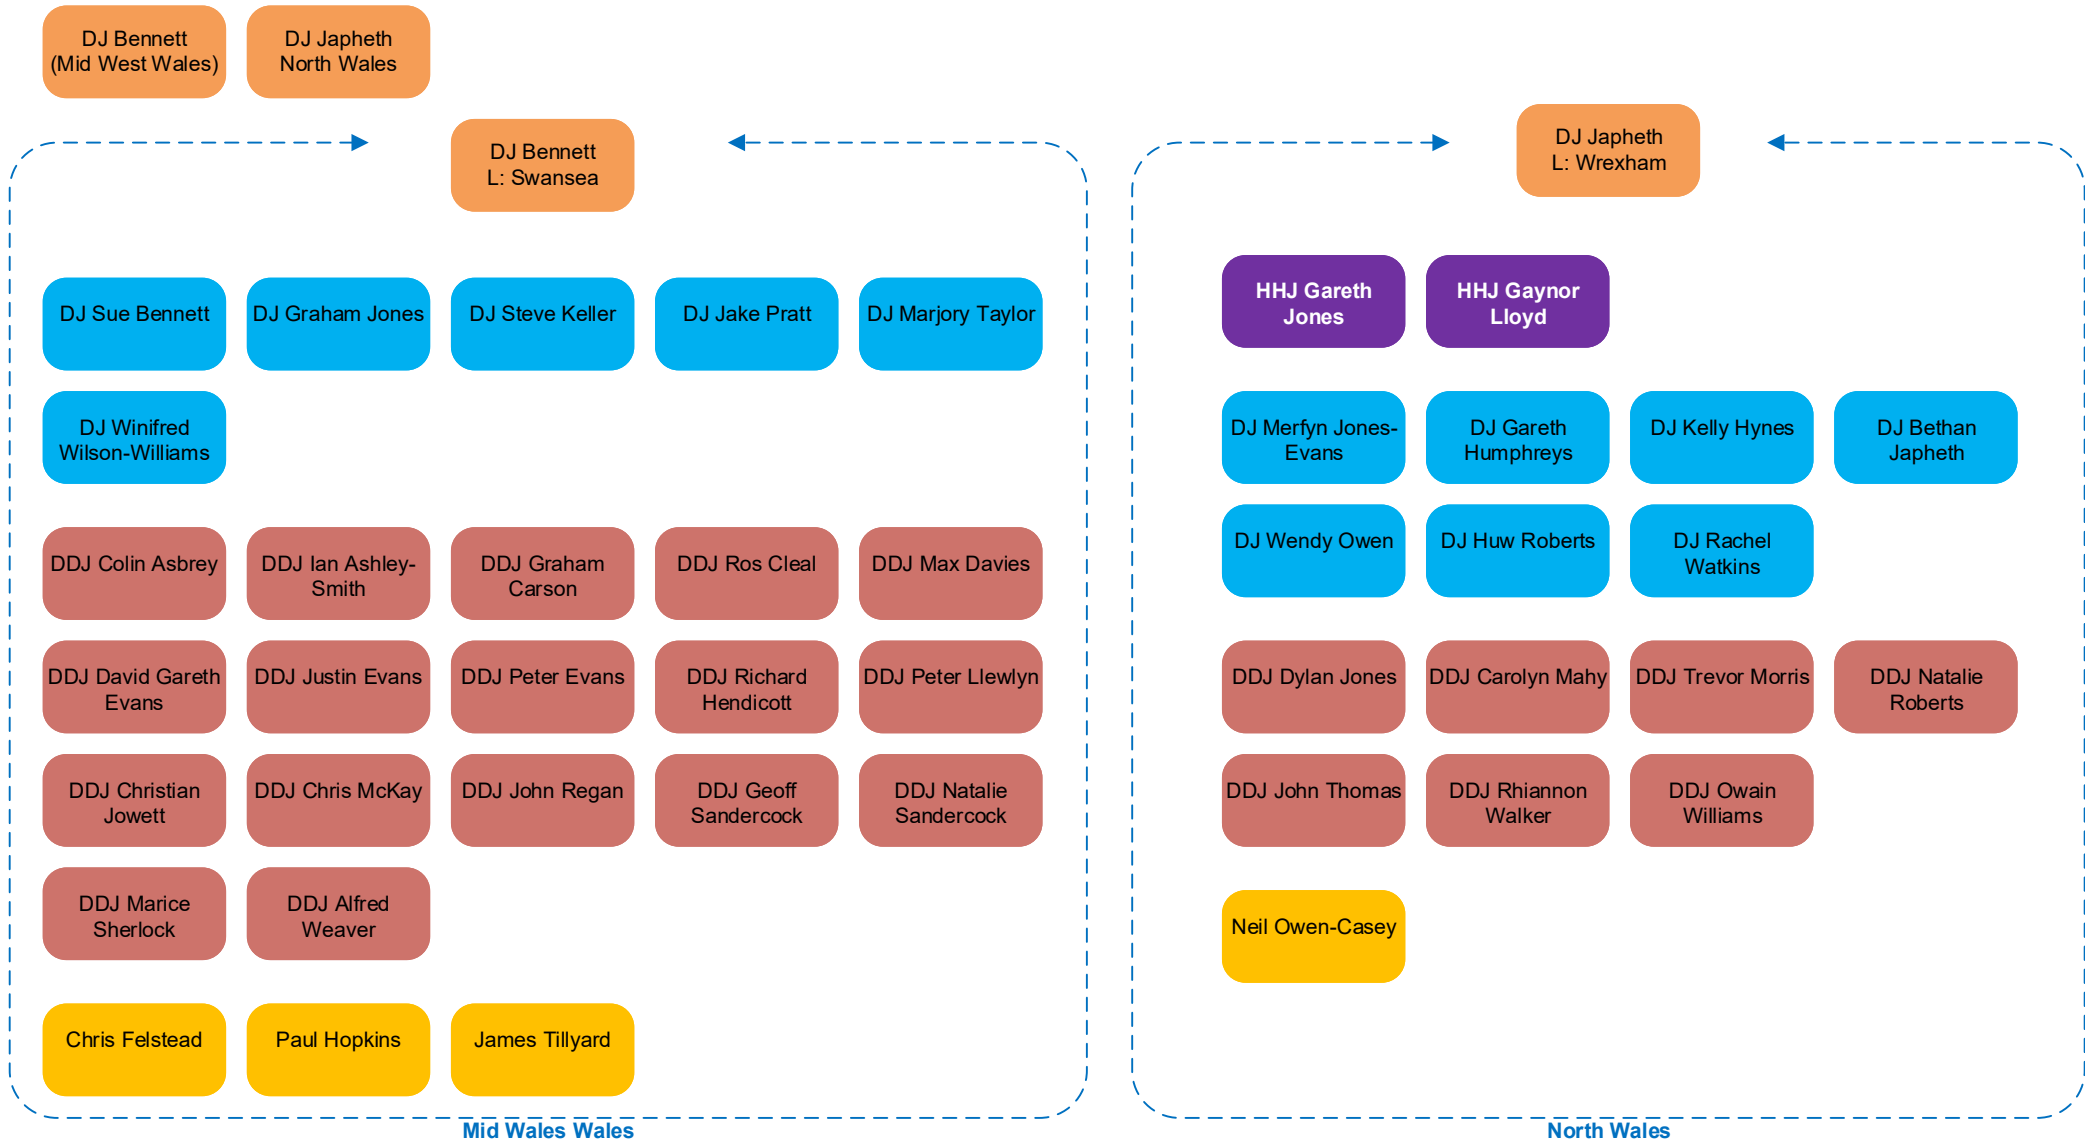 DJ Bennett
(Mid West Wales)
DJ Japheth
North Wales
DJ Bennett
L: Swansea
DJ Sue Bennett
DJ Graham Jones
DJ Steve Keller
DJ Jake Pratt
DJ Marjory Taylor
DJ Winifred
Wilson-Williams
DDJ Colin Asbrey
DDJ Ian Ashley-
Smith
DDJ Graham
Carson
DDJ Ros Cleal
DDJ Max Davies
DDJ David Gareth
Evans
DDJ Justin Evans
DDJ Peter Evans
DDJ Richard
Hendicott
DDJ Peter Llewlyn
DDJ Christian
Jowett
DDJ Chris McKay
DDJ John Regan
DDJ Geoff
Sandercock
DDJ Natalie
Sandercock
DDJ Marice
Sherlock
DDJ Alfred
Weaver
Chris Felstead
Paul Hopkins
James Tillyard
Mid Wales Wales
DJ Japheth
L: Wrexham
HHJ Gareth
Jones
HHJ Gaynor
Lloyd
DJ Merfyn Jones-
Evans
DJ Gareth
Humphreys
DJ Kelly Hynes
DJ Bethan
Japheth
DJ Wendy Owen
DJ Huw Roberts
DJ Rachel
Watkins
DDJ Dylan Jones
DDJ Carolyn Mahy
DDJ Trevor Morris
DDJ Natalie
Roberts
DDJ John Thomas
DDJ Rhiannon
Walker
DDJ Owain
Williams
Neil Owen-Casey
North Wales